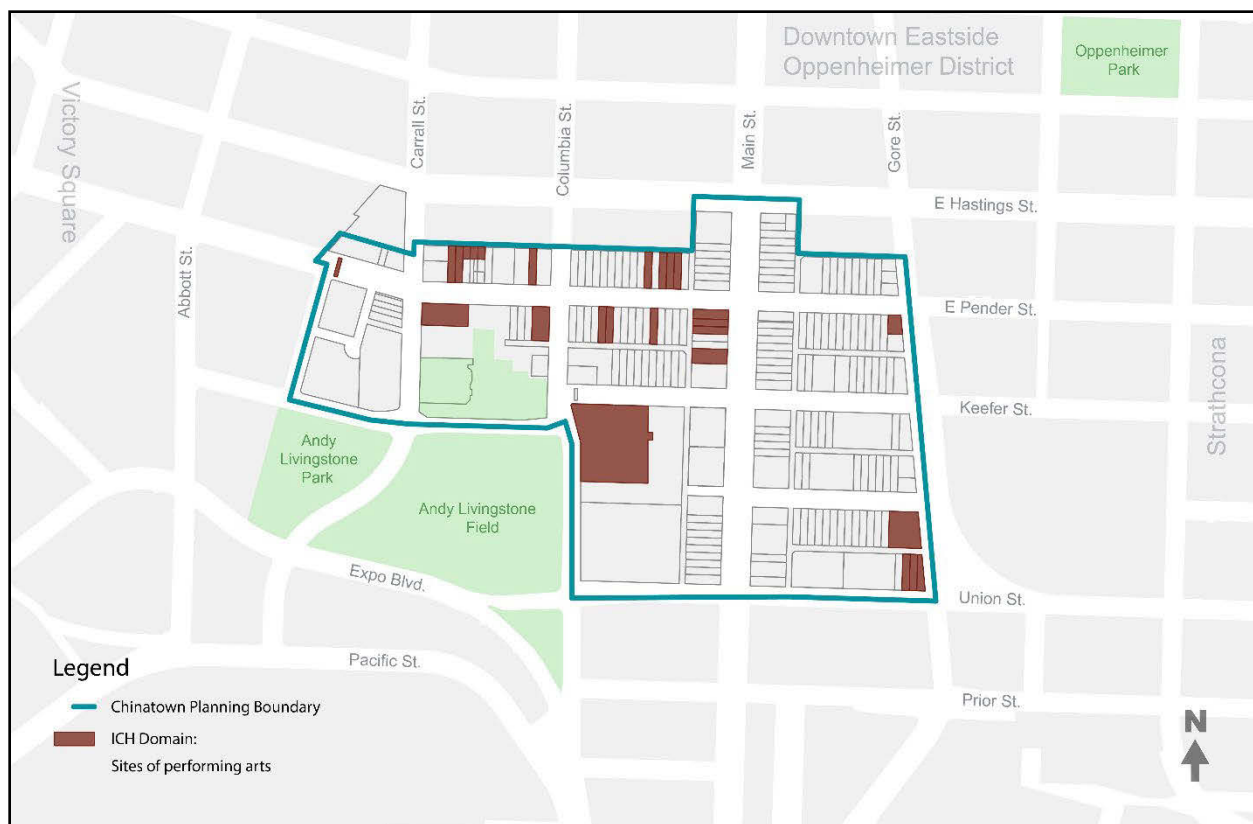 Downtown Eastside
Oppenheimer District
Oppenheimer
Park
Victory Square
Carrall St.
Columbia St.
Main St.
Gore St.
E Hastings St.
Abbott St.
E Pender St.
Strathcona
Keefer St.
Andy
Livingstone
Park
Andy Livingstone
Field
Expo Blvd.
Union St.
Pacific St.
Prior St.
Legend
Chinatown Planning Boundary
ICH Domain:
Sites of performing arts
N